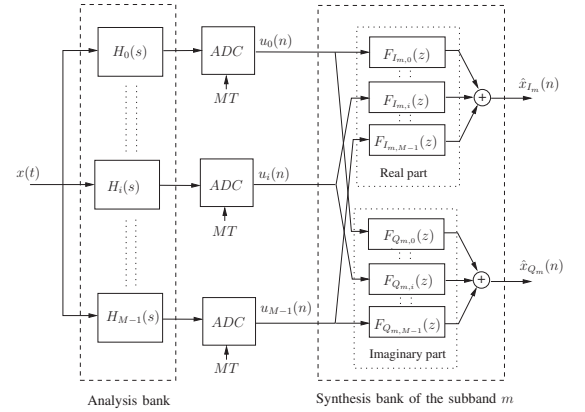 H_0(s)
ADC
u_0(n)
MT
F_{I_{m,0}}(z)
F_{I_{m,i}}(z)
F_{I_{m,M-1}}(z)
Real part
+
x̂_{I_m}(n)
x(t)
H_i(s)
ADC
u_i(n)
MT
F_{Q_{m,0}}(z)
F_{Q_{m,i}}(z)
F_{Q_{m,M-1}}(z)
Imaginary part
+
x̂_{Q_m}(n)
H_{M-1}(s)
ADC
u_{M-1}(n)
MT
Analysis bank
Synthesis bank of the subband m